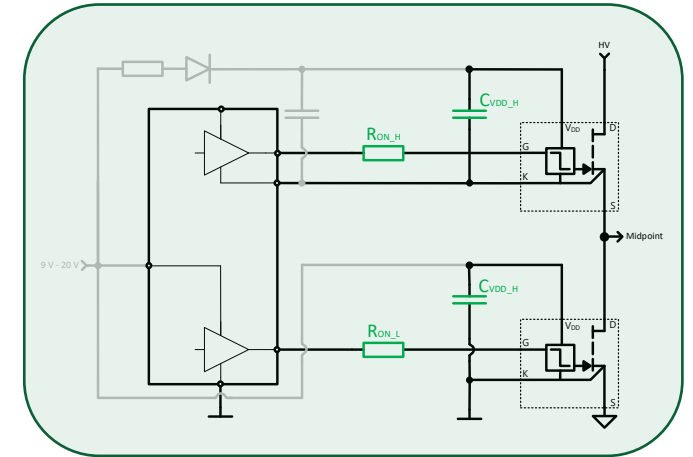 HV
CVDD_H
RON_H
VDD
D
G
K
S
Midpoint
9 V - 20 V
CVDD_H
RON_L
VDD
D
G
K
S